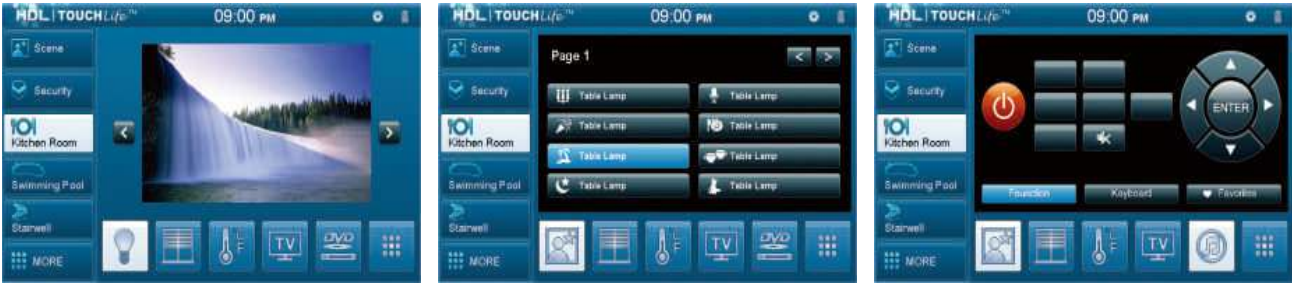 HDL | TOUCHLife™ 09:00 PM
Scene
Security
Kitchen Room
Swimming Pool
Stairwell
MORE
TV DVD
HDL | TOUCHLife™ 09:00 PM
Scene
Security
Kitchen Room
Swimming Pool
Stairwell
MORE
Page 1 < >
Table Lamp Table Lamp
Table Lamp Table Lamp
Table Lamp Table Lamp
Table Lamp Table Lamp
C F TV DVD
HDL | TOUCHLife™ 09:00 PM
Scene
Security
Kitchen Room
Swimming Pool
Stairwell
MORE
ENTER
Keyboard Favorites
C F TV